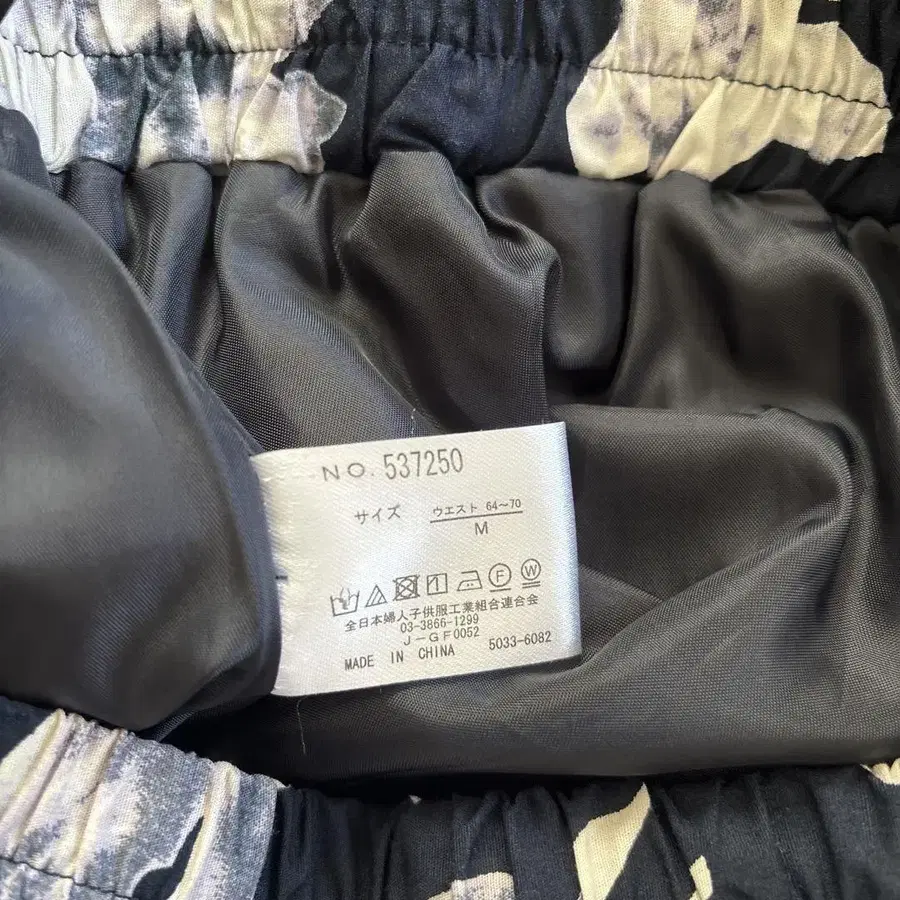 NO. 537250
サイズ ウエスト 64〜70
M
F W
全日本婦人子供服工業組合連合会
03-3866-1299
J-GF0052
MADE IN CHINA 5033-6082